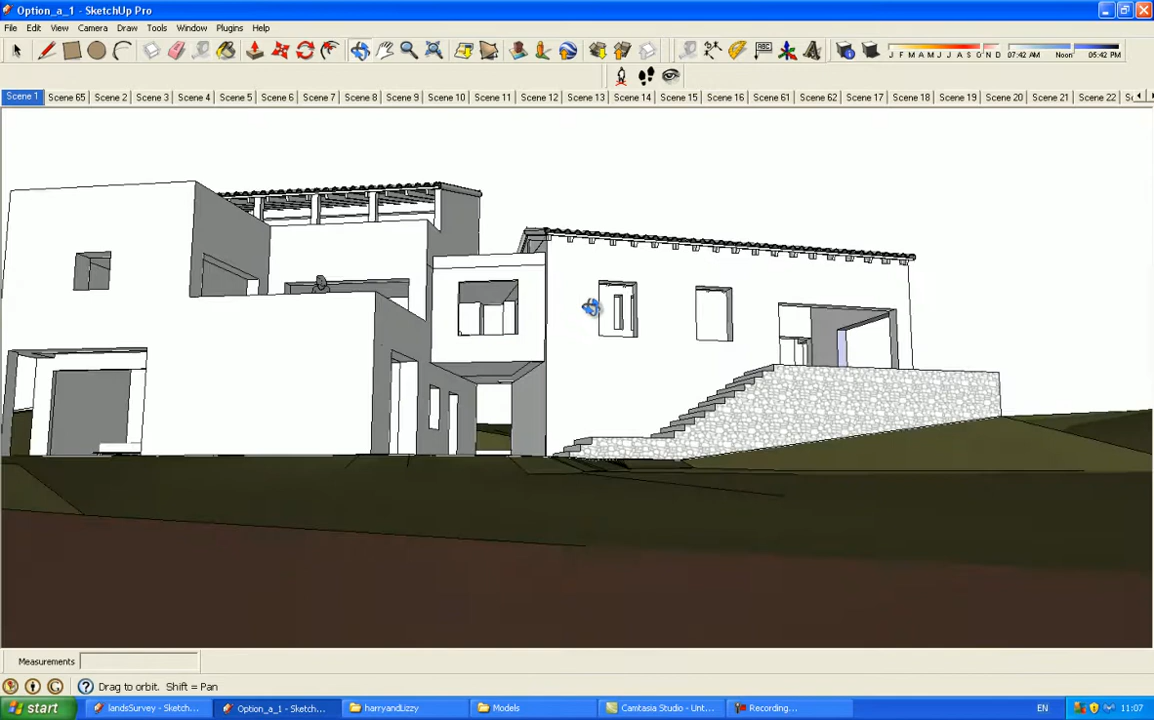 Option_a_1 - SketchUp Pro
File Edit View Camera Draw Tools Window Plugins Help
ABC
J F M A M J J A S O N D 07:42 AM Noon 05:42 PM
Scene 1 Scene 65 Scene 2 Scene 3 Scene 4 Scene 5 Scene 6 Scene 7 Scene 8 Scene 9 Scene 10 Scene 11 Scene 12 Scene 13 Scene 14 Scene 15 Scene 16 Scene 61 Scene 62 Scene 17 Scene 18 Scene 19 Scene 20 Scene 21 Scene 22
Measurements
Drag to orbit. Shift = Pan
start landsSurvey - Sketch... Option_a_1 - Sketch... harryandLizzy Models Camtasia Studio - Unt... Recording... EN 11:07